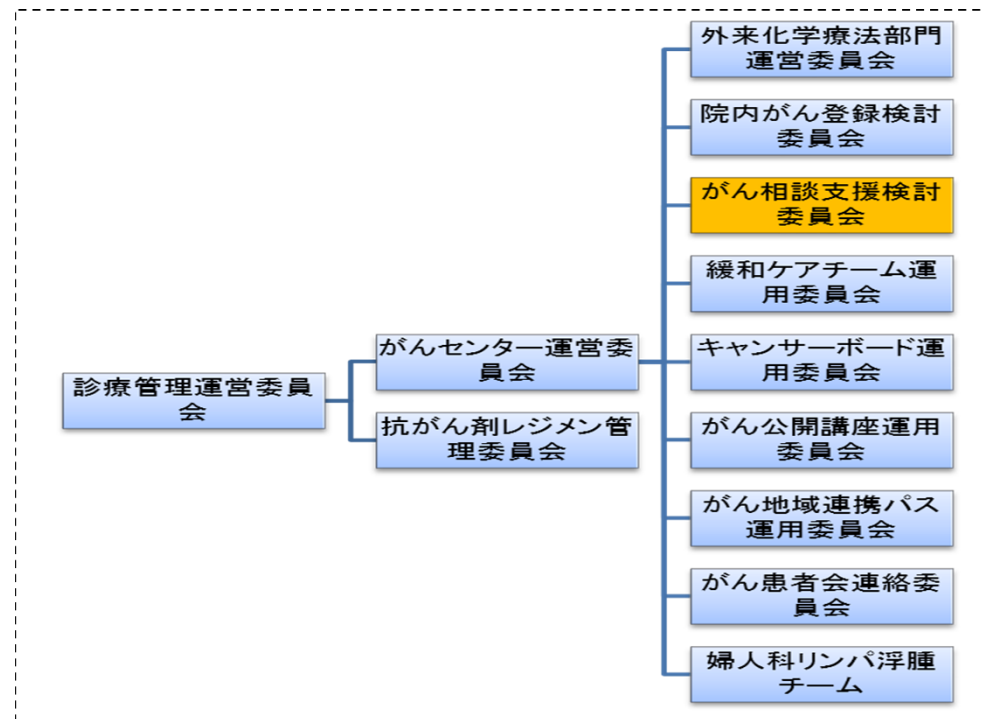 診療管理運営委員
会
がんセンター運営委
員会
抗がん剤レジメン管
理委員会
外来化学療法部門
運営委員会
院内がん登録検討
委員会
がん相談支援検討
委員会
緩和ケアチーム運
用委員会
キャンサーボード運
用委員会
がん公開講座運用
委員会
がん地域連携パス
運用委員会
がん患者会連絡委
員会
婦人科リンパ浮腫
チーム